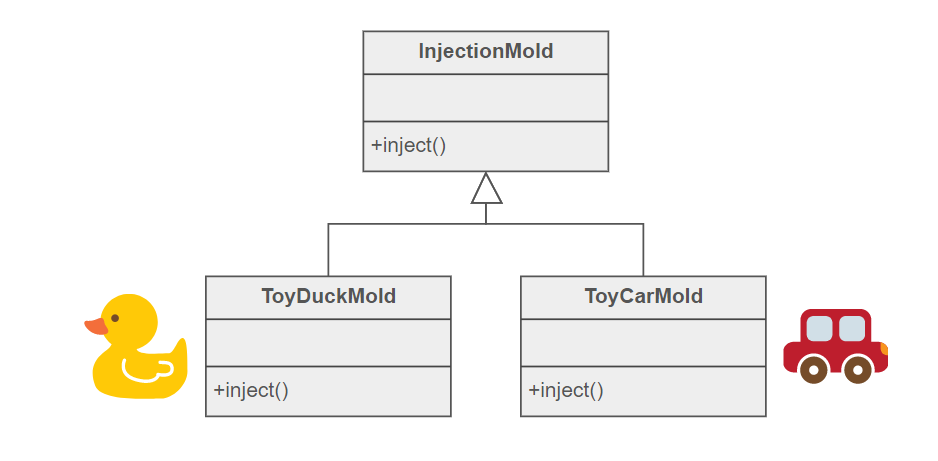 InjectionMold
+inject()
ToyDuckMold
ToyCarMold
+inject()
+inject()